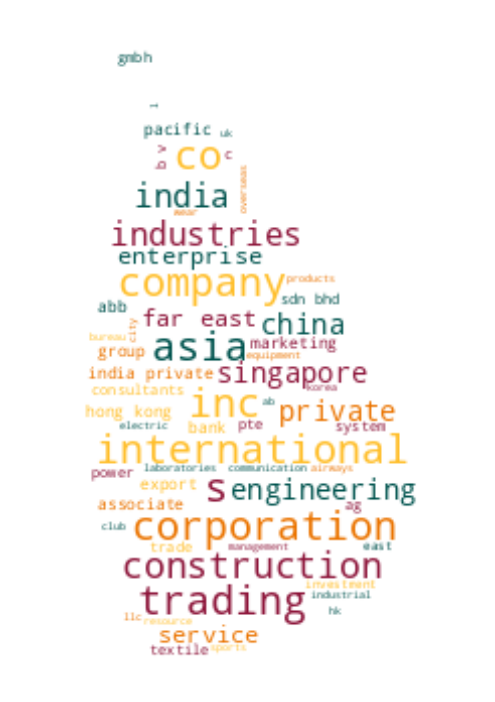 gmbh
l
pacific uk
b v co c
overseas
india
wear
industries
enterprise
company products
sdn bhd
abb
far east china
city
bureau asia marketing
group equipment
india private singapore
korea
consultants inc ab
hong kong private
electric bank pte system
international
power laboratories communication airways
export s engineering
associate ag
club corporation
trade management east
construction
investment
trading industrial
hk
llc resource
service
textile sports